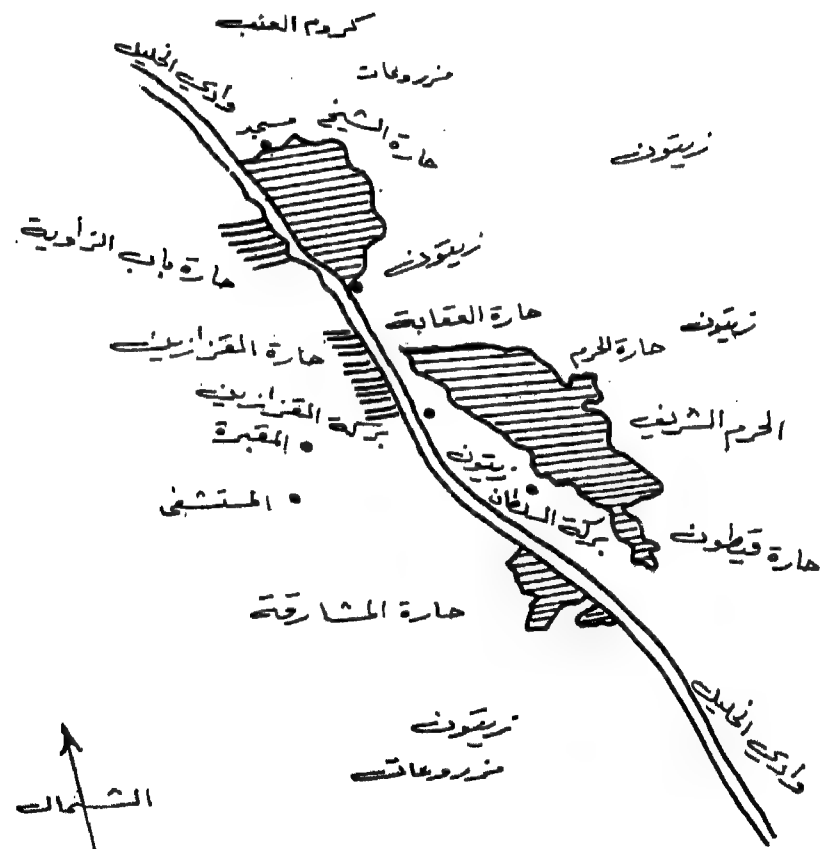 كروم العنب
وادي الخليل
مزروعات
مسجد
حارة الشيخ
زيتون
حارة باب الزاوية
زيتون
حارة العقابة
زيتون
حارة القزازين
حارة الحرم
بركة القزازين
الحرم الشريف
المقبرة
زيتون
المستشفى
بركة السلطان
حارة قيطون
حارة المشارقة
وادي الخليل
زيتون
مزروعات
الشمال